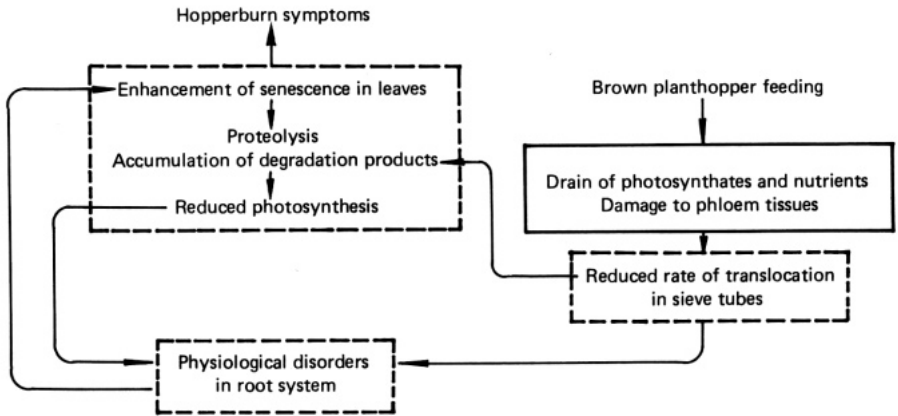 Hopperburn symptoms
Enhancement of senescence in leaves
Proteolysis
Accumulation of degradation products
Reduced photosynthesis
Brown planthopper feeding
Drain of photosynthates and nutrients
Damage to phloem tissues
Reduced rate of translocation
in sieve tubes
Physiological disorders
in root system